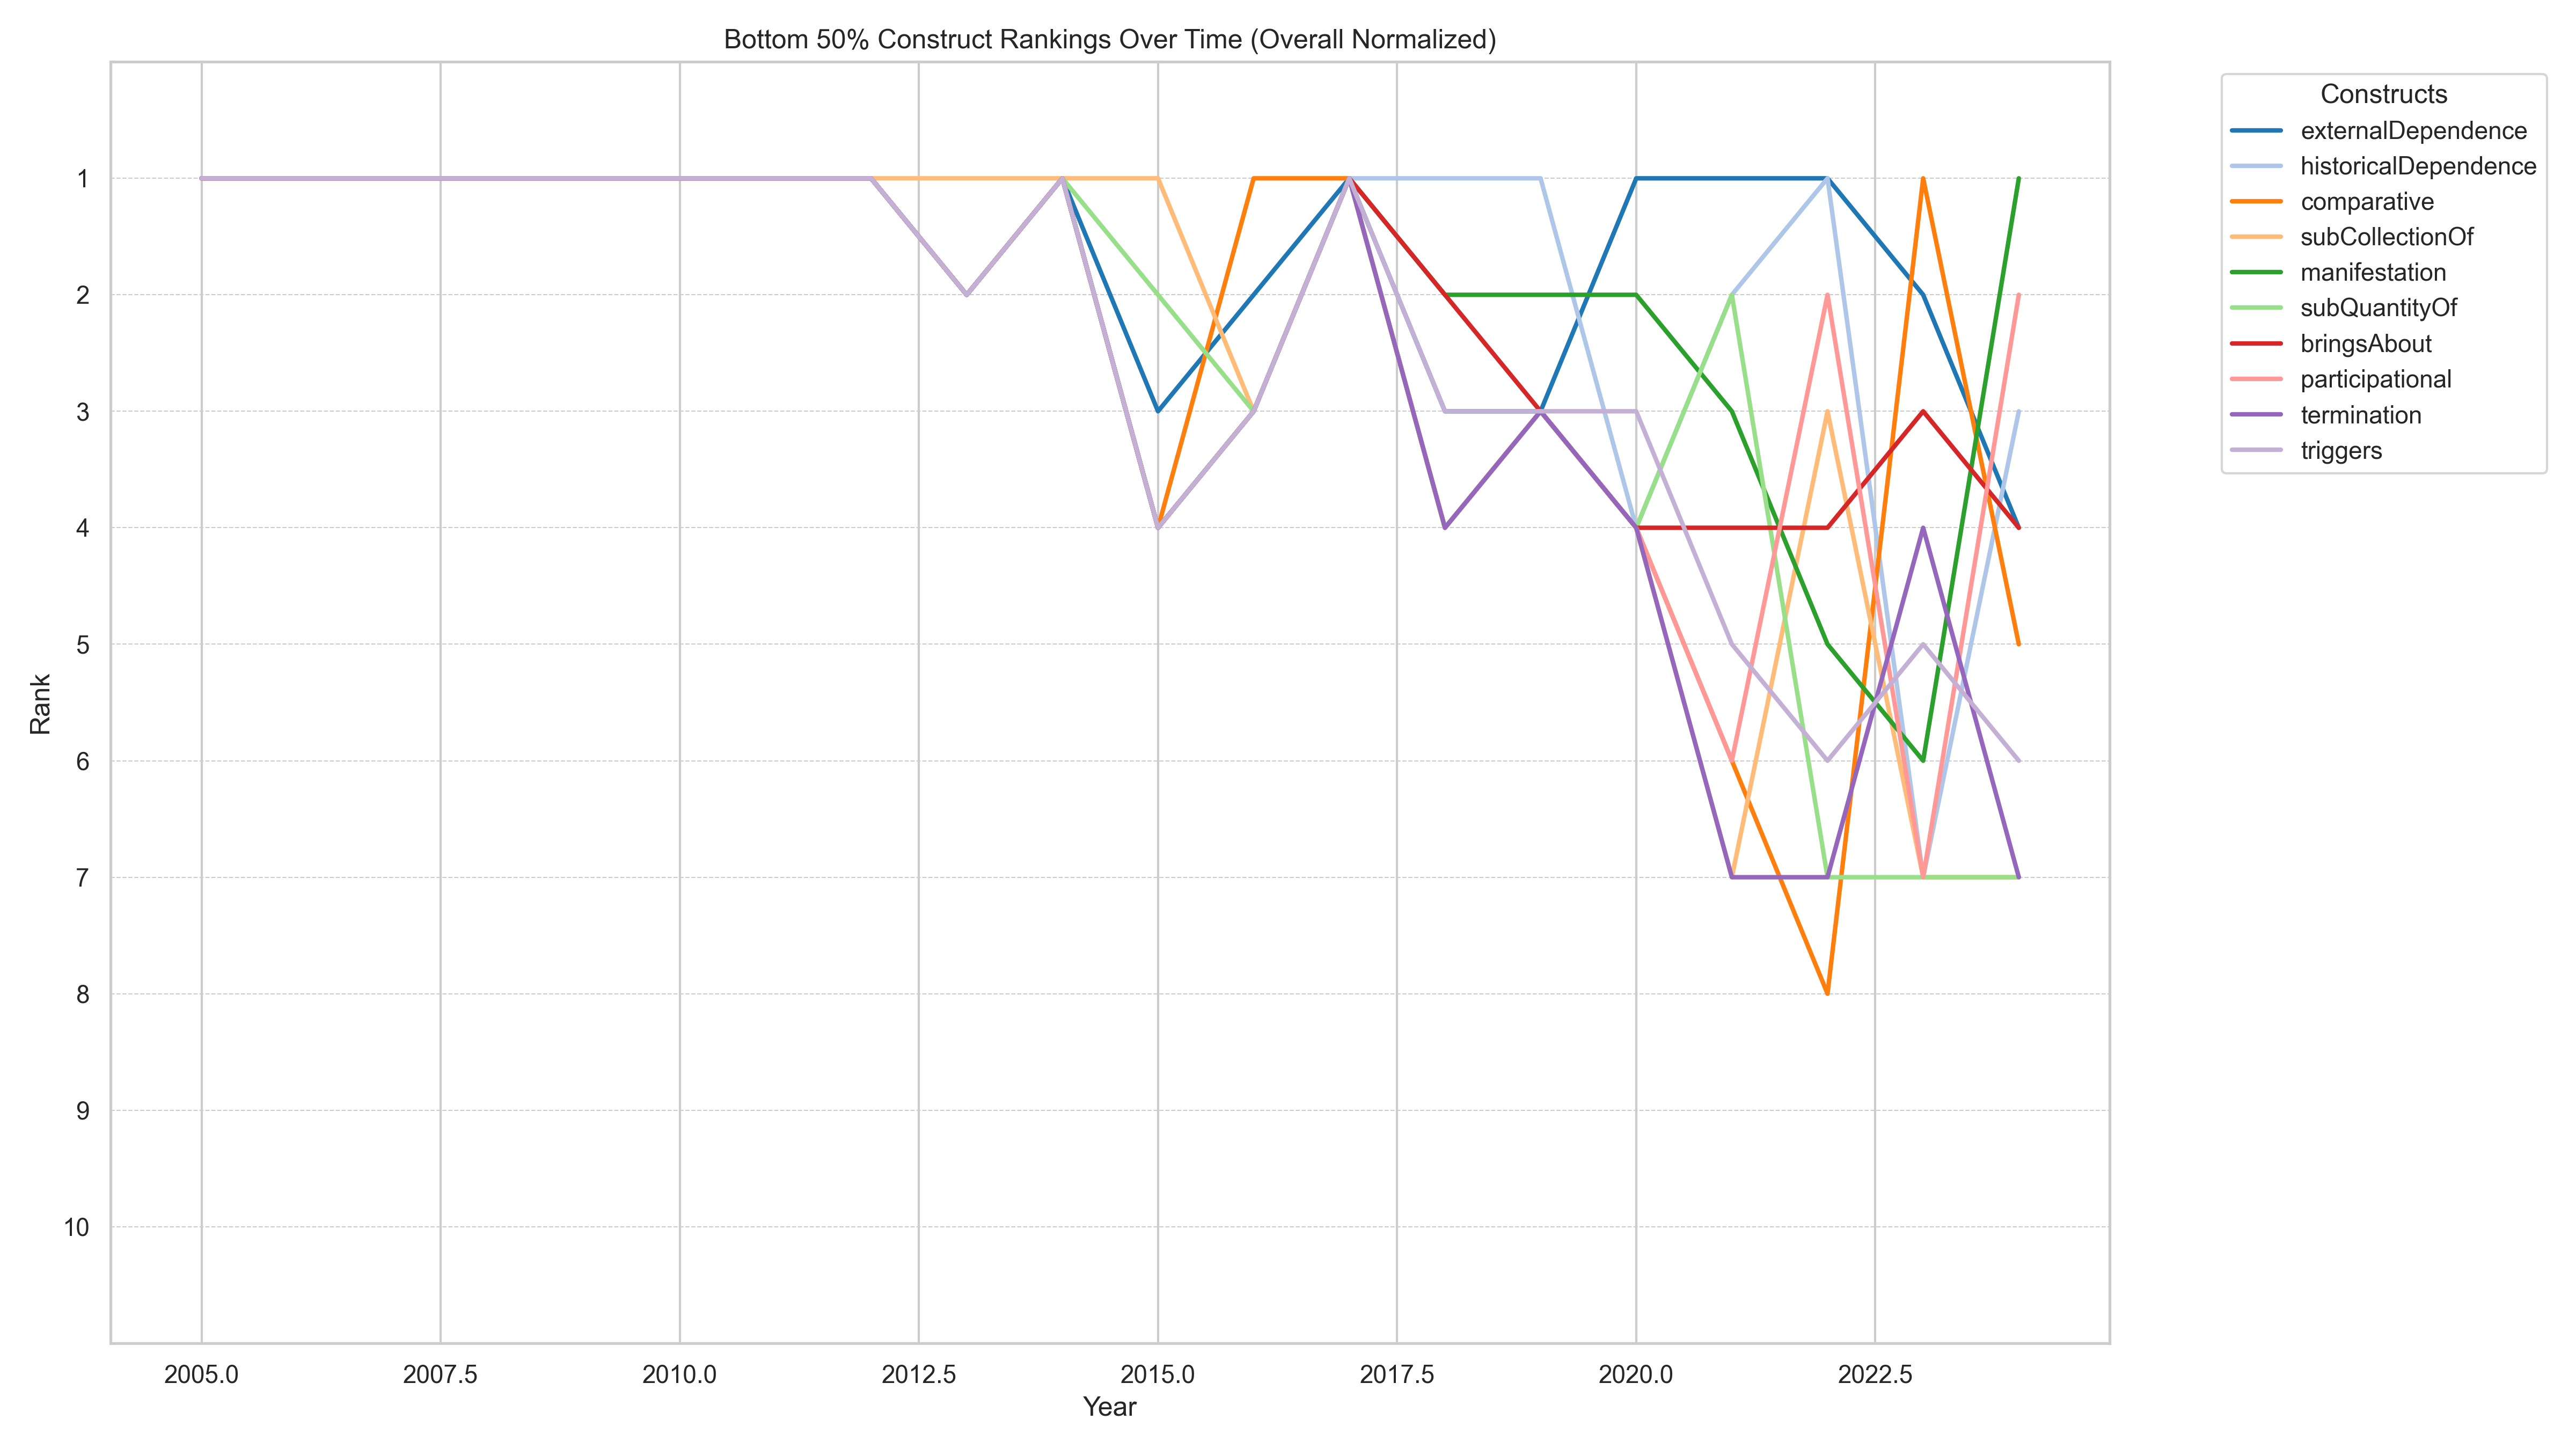 Bottom 50% Construct Rankings Over Time (Overall Normalized)
Constructs
externalDependence
historicalDependence
comparative
subCollectionOf
manifestation
subQuantityOf
bringsAbout
participational
termination
triggers
Rank
1
2
3
4
5
6
7
8
9
10
2005.0 2007.5 2010.0 2012.5 2015.0 2017.5 2020.0 2022.5
Year